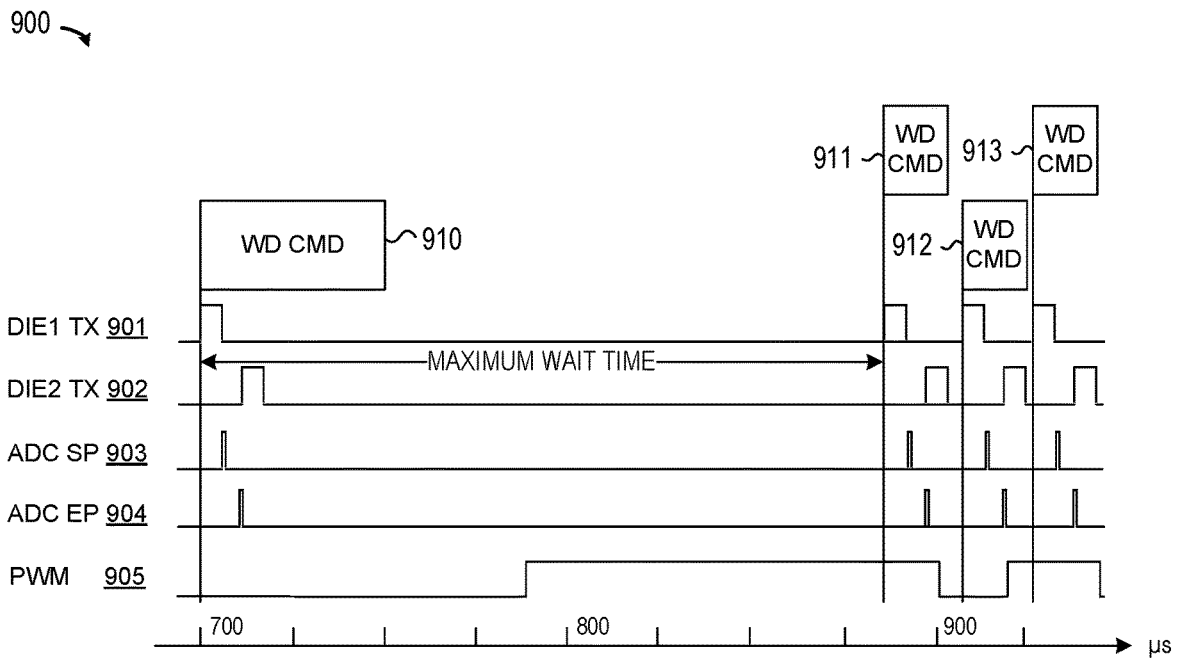 900
WD
CMD
911
WD
CMD
913
WD CMD
910
WD
CMD
912
DIE1 TX 901
MAXIMUM WAIT TIME
DIE2 TX 902
ADC SP 903
ADC EP 904
PWM 905
700
800
900
µs